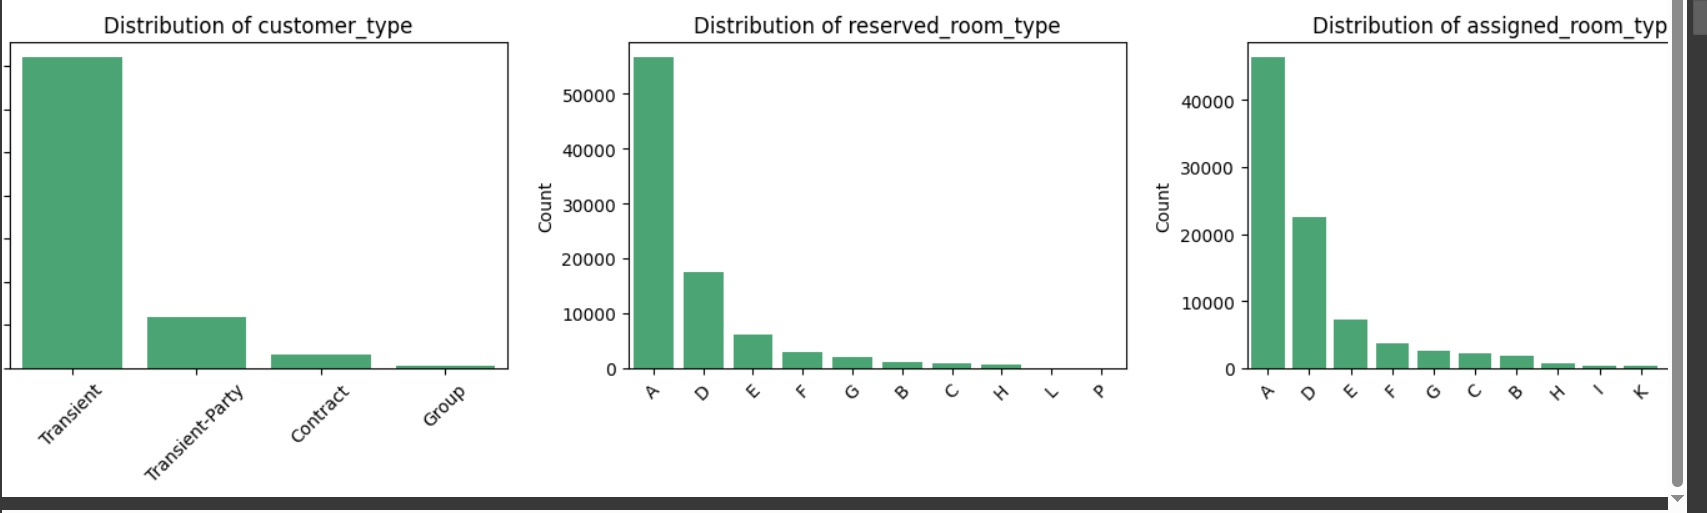 Distribution of customer_type
Transient
Transient-Party
Contract
Group
Distribution of reserved_room_type
Count
50000
40000
30000
20000
10000
0
A
D
E
F
G
B
C
H
L
P
Distribution of assigned_room_typ
Count
40000
30000
20000
10000
0
A
D
E
F
G
C
B
H
I
K